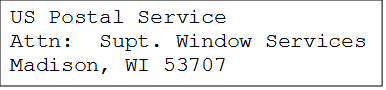 US Postal Service
Attn:  Supt. Window Services
Madison, WI 53707